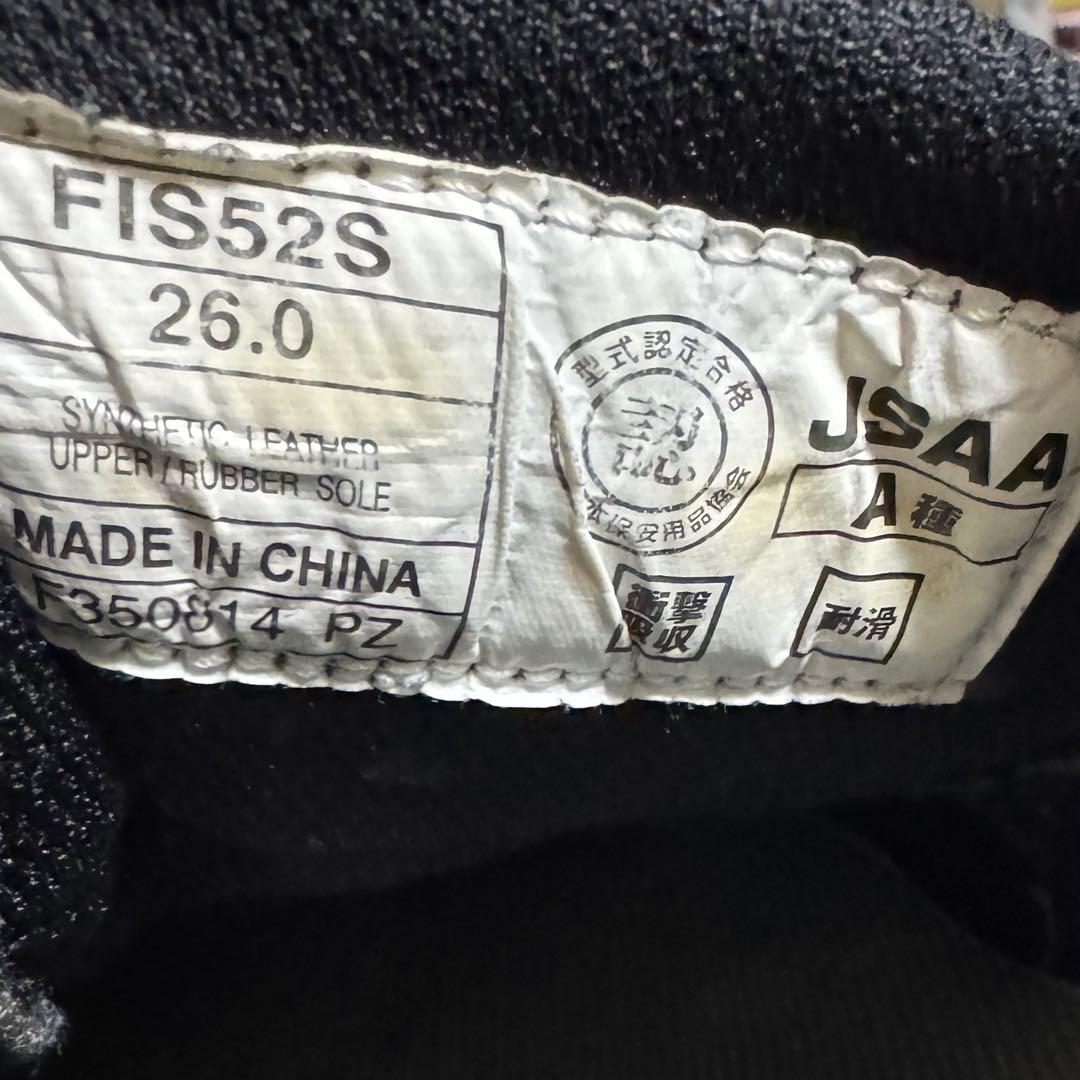 FIS52S
26.0
SYNTHETIC LEATHER
UPPER / RUBBER SOLE
MADE IN CHINA
F350814 PZ
型式認定合格
認
本保安用品協会
JSAA
A種
衝撃
吸収
耐滑